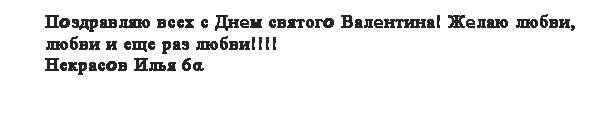 Поздравляю всех с Днем святого Валентина! Желаю любви,
любви и еще раз любви!!!!
Некрасов Илья 6а